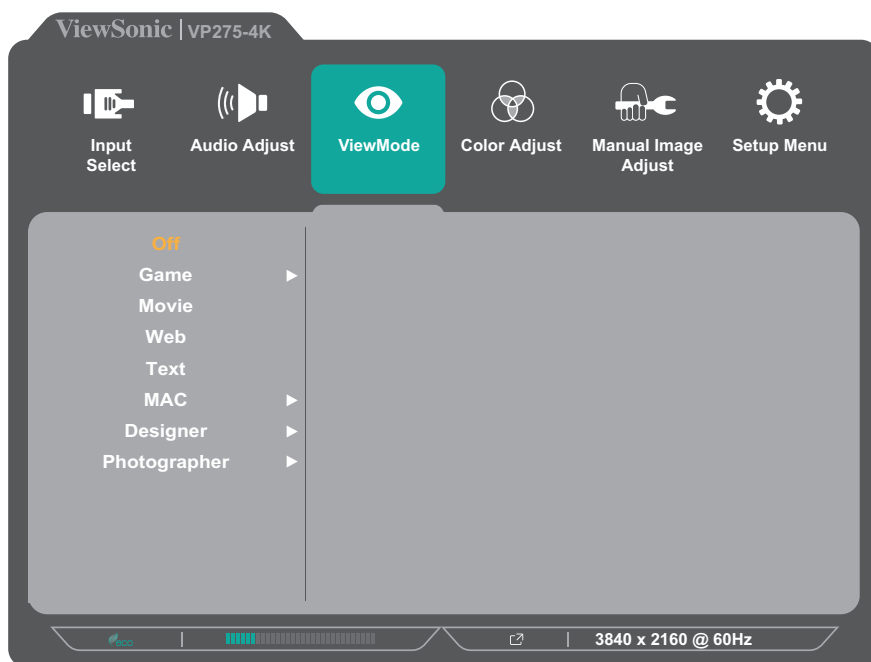 ViewSonic | VP275-4K
Input Select
Audio Adjust
ViewMode
Color Adjust
Manual Image Adjust
Setup Menu
Off
Game
Movie
Web
Text
MAC
Designer
Photographer
eco
3840 x 2160 @ 60Hz